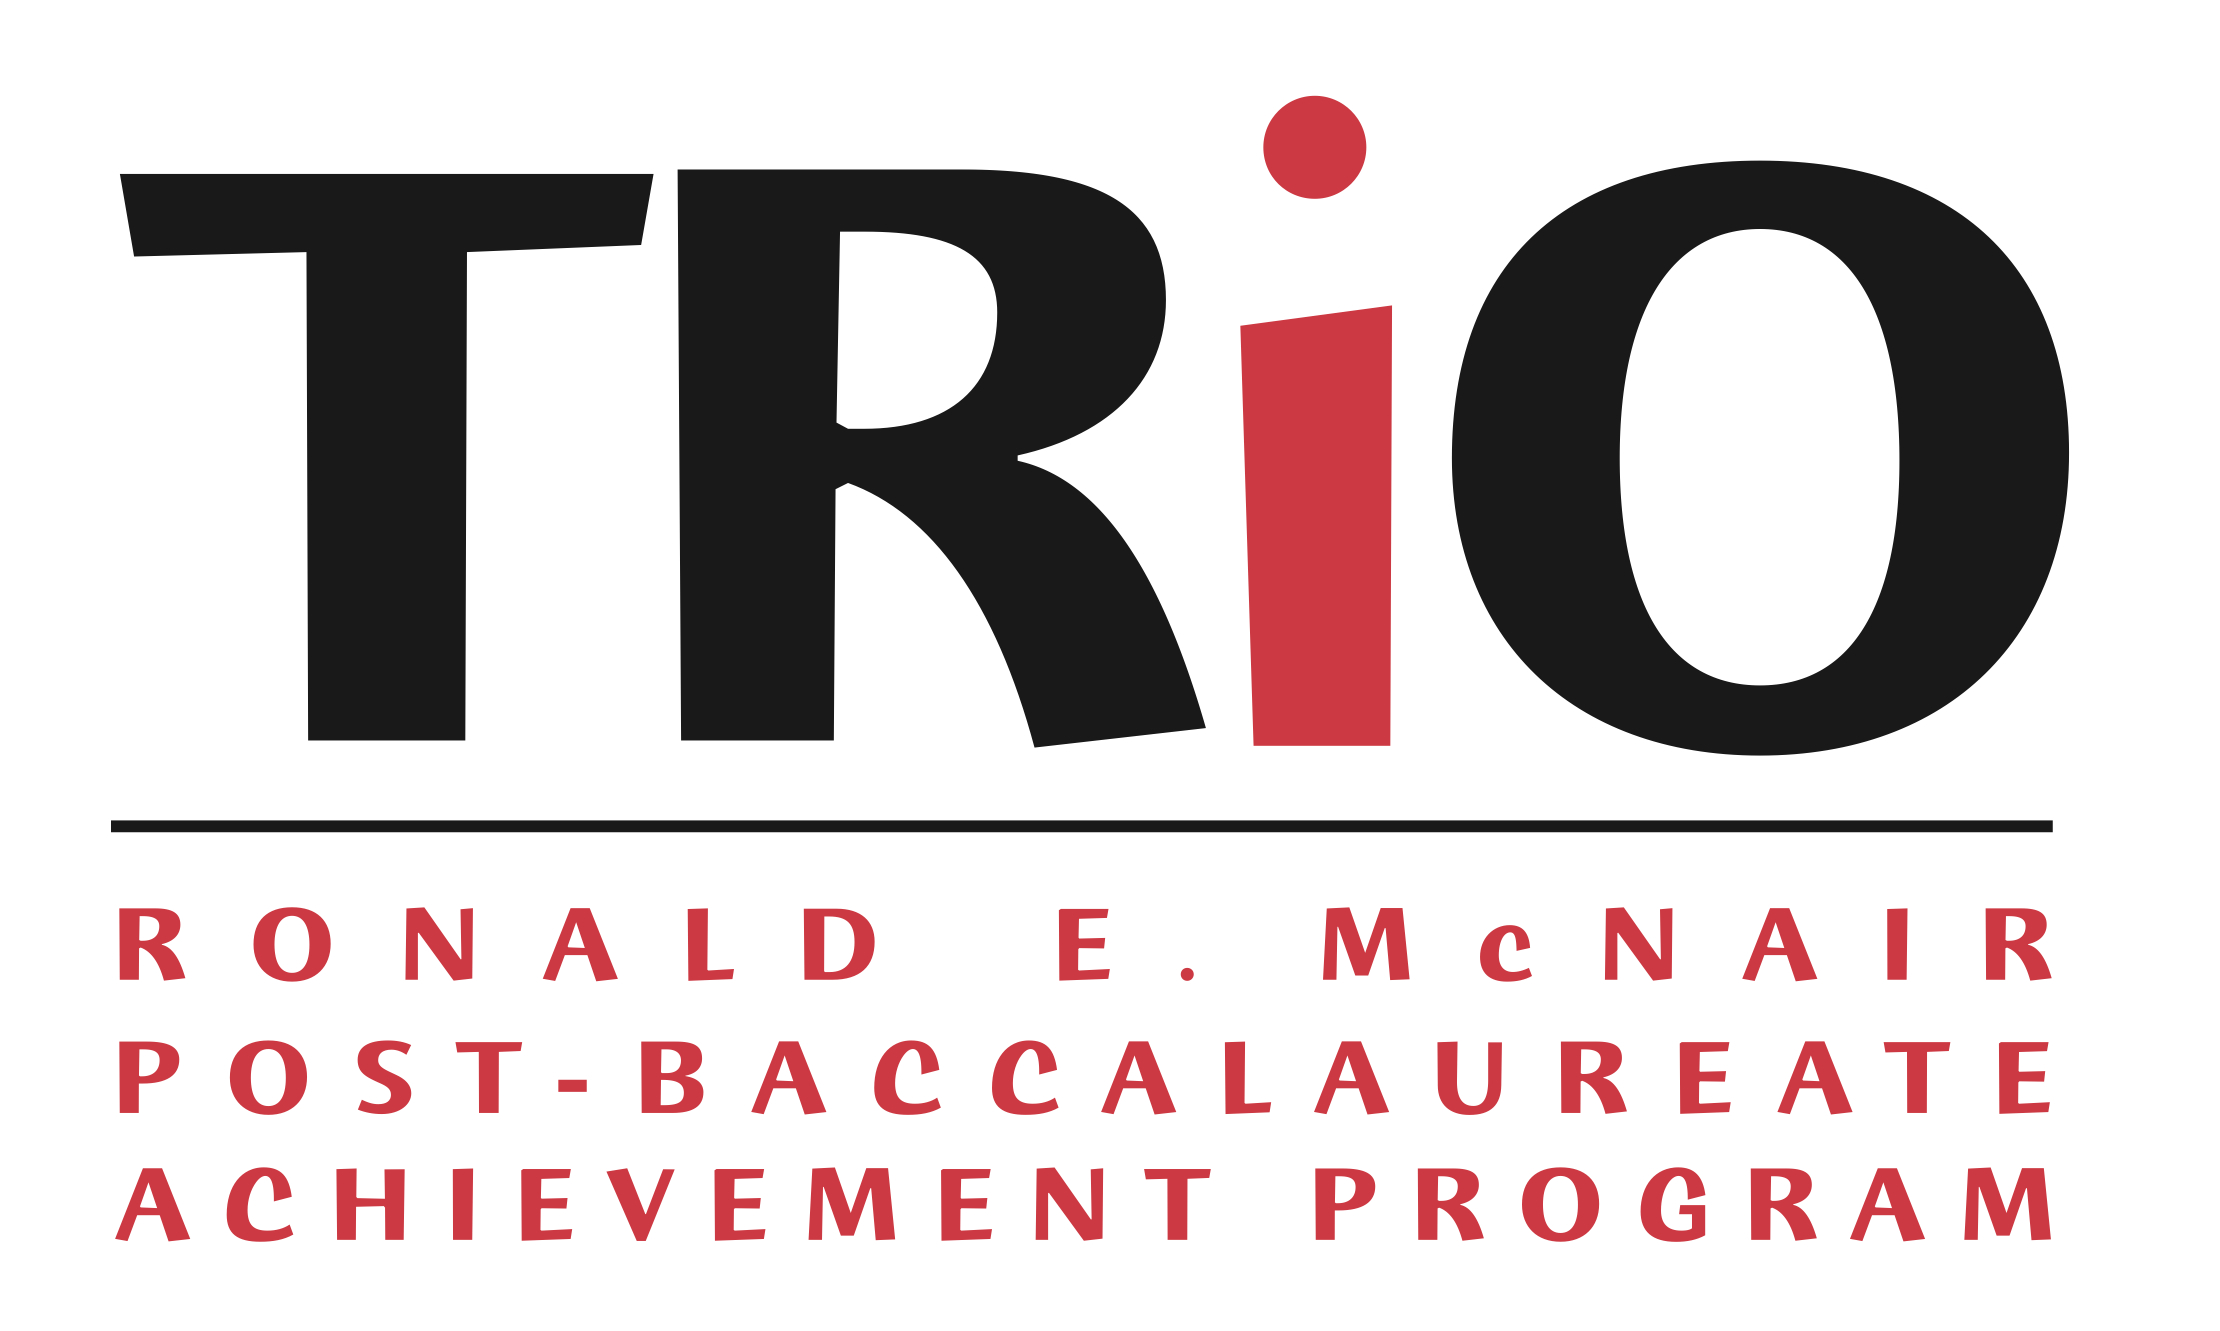 TRiO
RONALD E. McNAIR
POST-BACCALAUREATE
ACHIEVEMENT PROGRAM